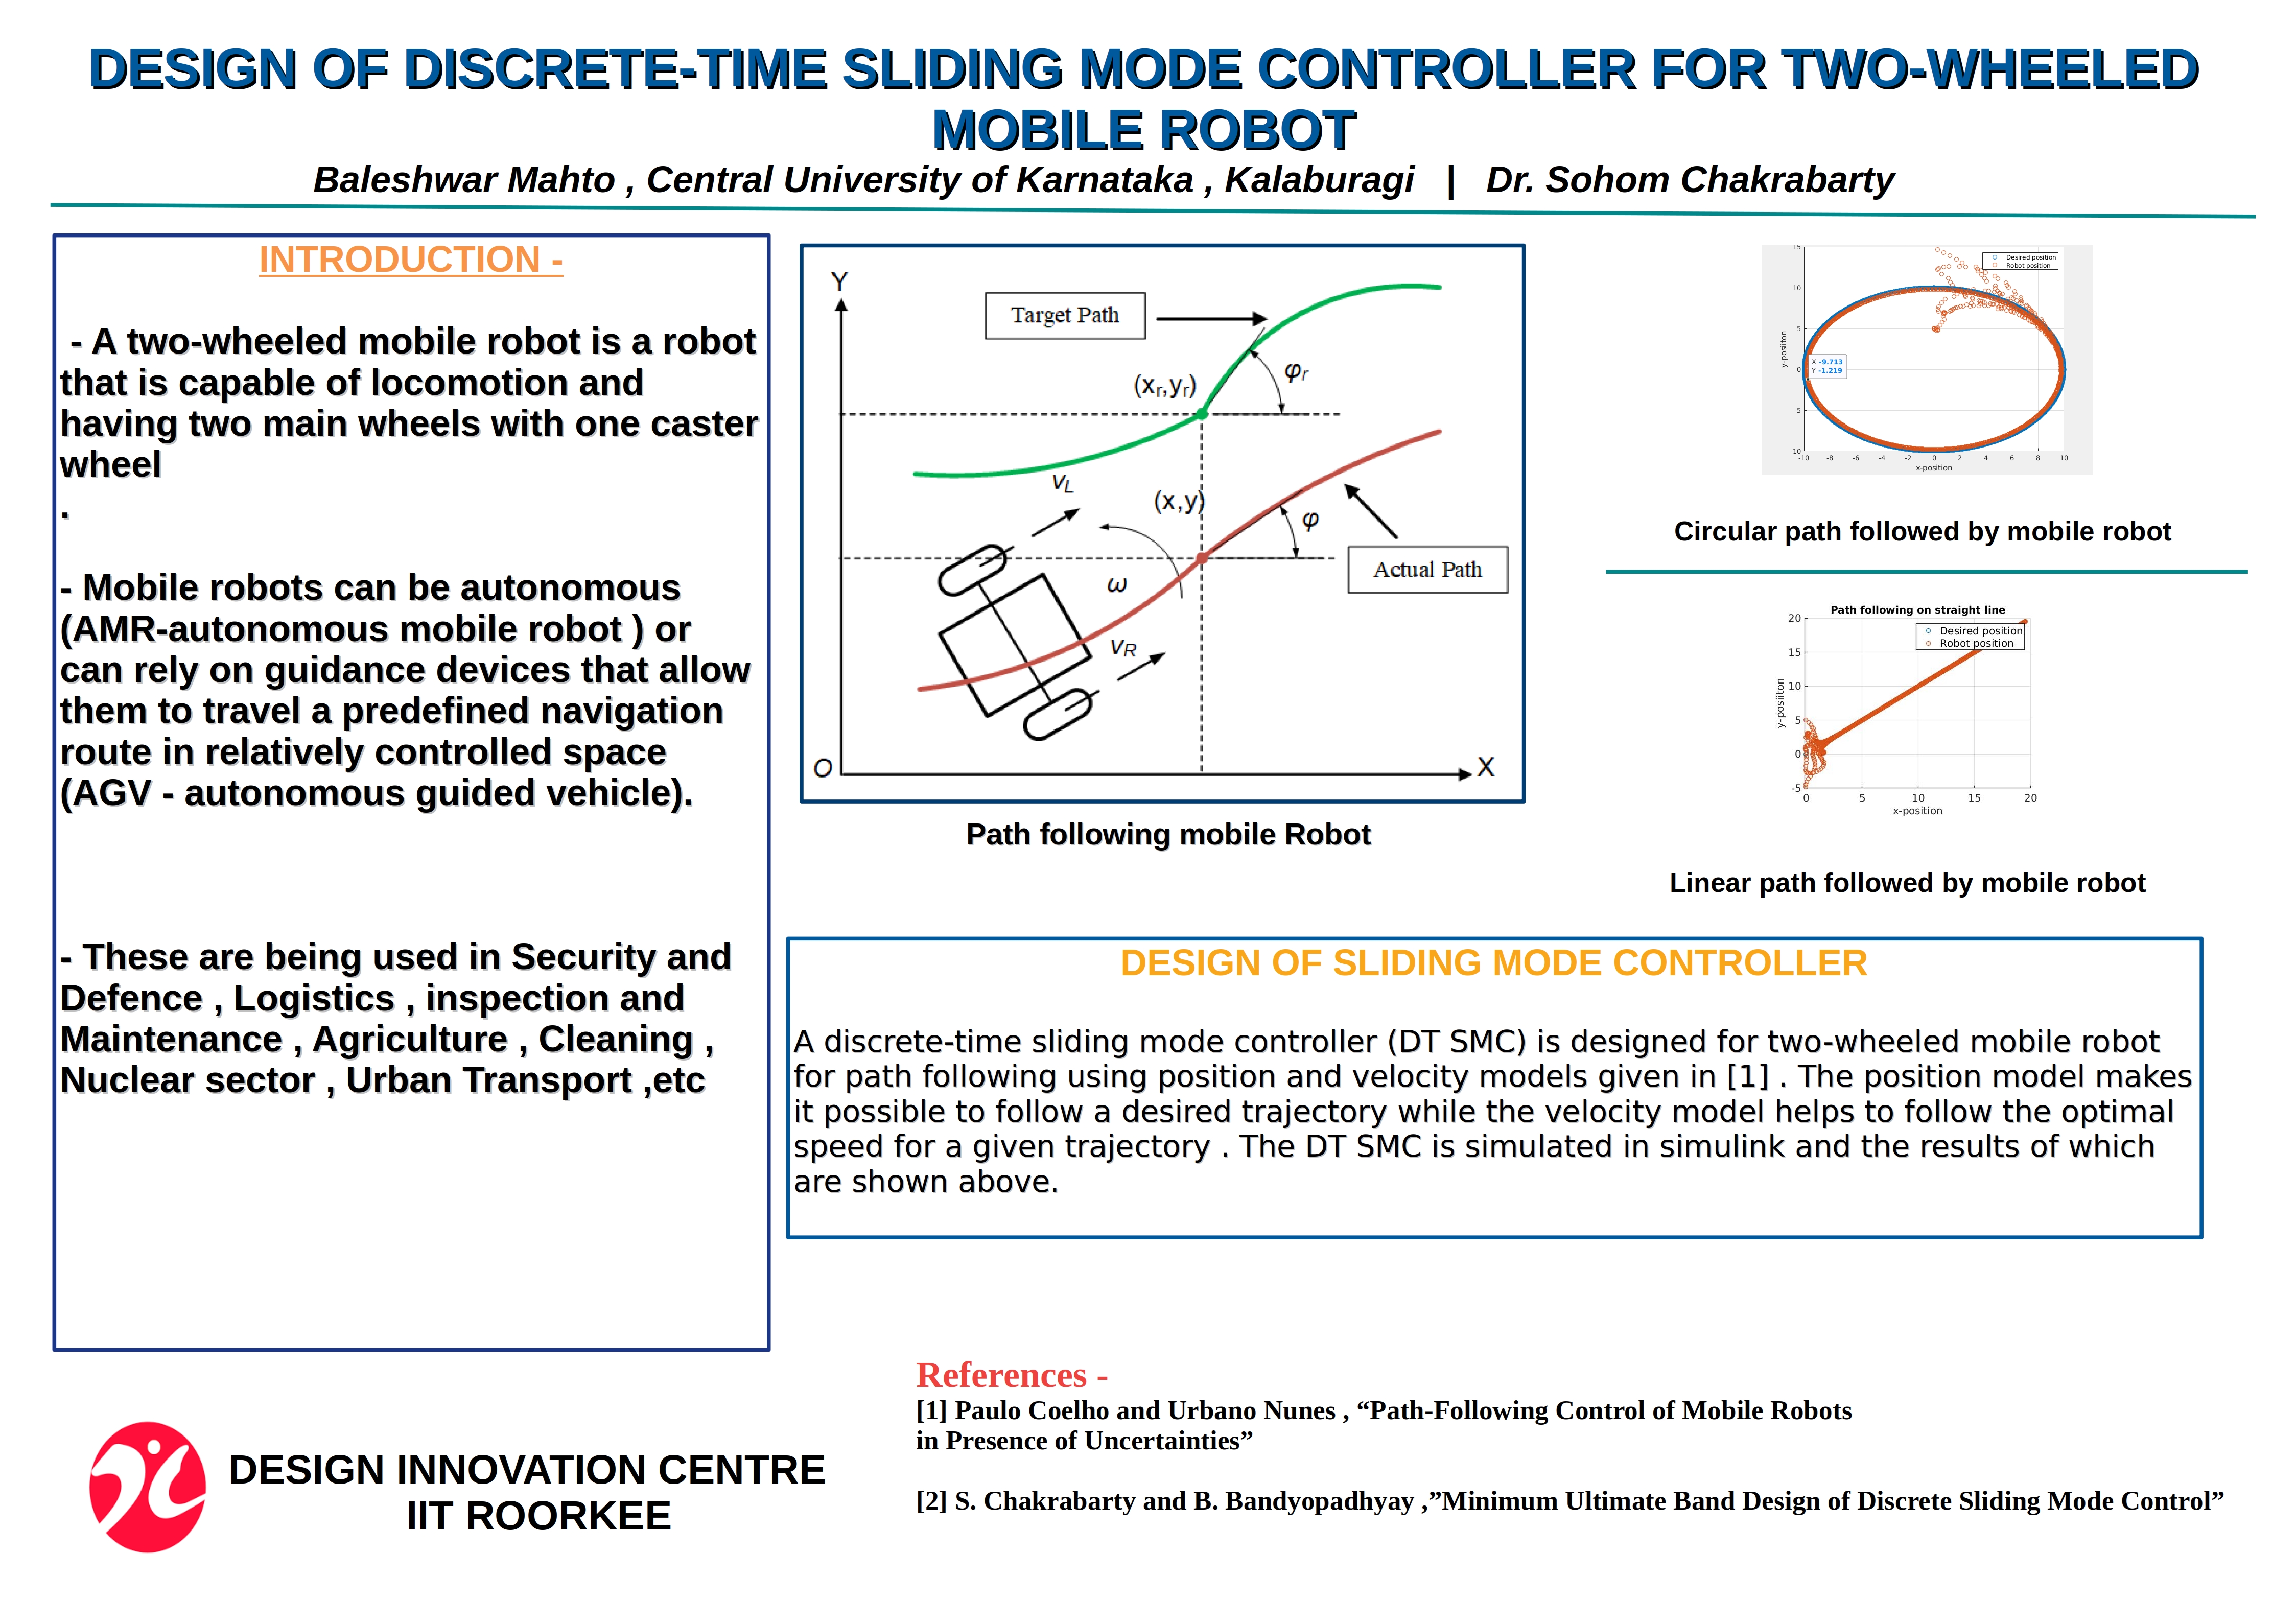 DESIGN OF DISCRETE-TIME SLIDING MODE CONTROLLER FOR TWO-WHEELED
MOBILE ROBOT
Baleshwar Mahto , Central University of Karnataka , Kalaburagi | Dr. Sohom Chakrabarty
INTRODUCTION -
- A two-wheeled mobile robot is a robot
that is capable of locomotion and
having two main wheels with one caster
wheel
.
- Mobile robots can be autonomous
(AMR-autonomous mobile robot ) or
can rely on guidance devices that allow
them to travel a predefined navigation
route in relatively controlled space
(AGV - autonomous guided vehicle).
- These are being used in Security and
Defence , Logistics , inspection and
Maintenance , Agriculture , Cleaning ,
Nuclear sector , Urban Transport ,etc
Y
Target Path
(xr,yr)
φr
vL
(x,y)
φ
ω
Actual Path
vR
O
X
Path following mobile Robot
15
10
5
0
-5
-10
y-posiiton
Desired position
Robot position
X -9.713
Y -1.219
-10 -8 -6 -4 -2 0 2 4 6 8 10
x-position
Circular path followed by mobile robot
Path following on straight line
20
15
10
5
0
-5
y-posiiton
Desired position
Robot position
0 5 10 15 20
x-position
Linear path followed by mobile robot
DESIGN OF SLIDING MODE CONTROLLER
A discrete-time sliding mode controller (DT SMC) is designed for two-wheeled mobile robot
for path following using position and velocity models given in [1] . The position model makes
it possible to follow a desired trajectory while the velocity model helps to follow the optimal
speed for a given trajectory . The DT SMC is simulated in simulink and the results of which
are shown above.
References -
[1] Paulo Coelho and Urbano Nunes , “Path-Following Control of Mobile Robots
in Presence of Uncertainties”
[2] S. Chakrabarty and B. Bandyopadhyay ,”Minimum Ultimate Band Design of Discrete Sliding Mode Control”
DESIGN INNOVATION CENTRE
IIT ROORKEE